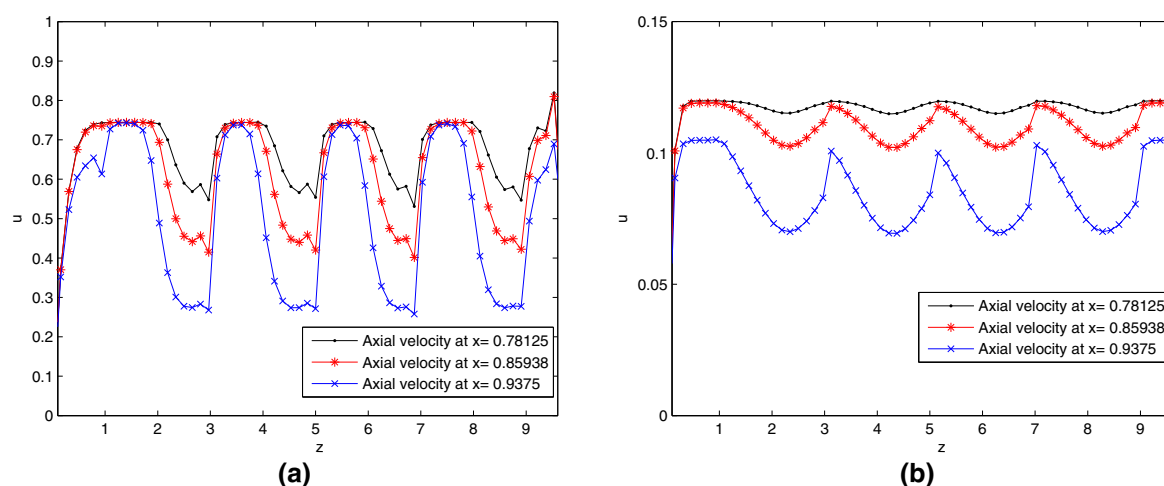 1
0.9
0.8
0.7
0.6
0.5
0.4
0.3
0.2
0.1
0
u
1 2 3 4 5 6 7 8 9
z
Axial velocity at x= 0.78125
Axial velocity at x= 0.85938
Axial velocity at x= 0.9375
(a)
0.15
0.1
0.05
0
u
1 2 3 4 5 6 7 8 9
z
Axial velocity at x= 0.78125
Axial velocity at x= 0.85938
Axial velocity at x= 0.9375
(b)